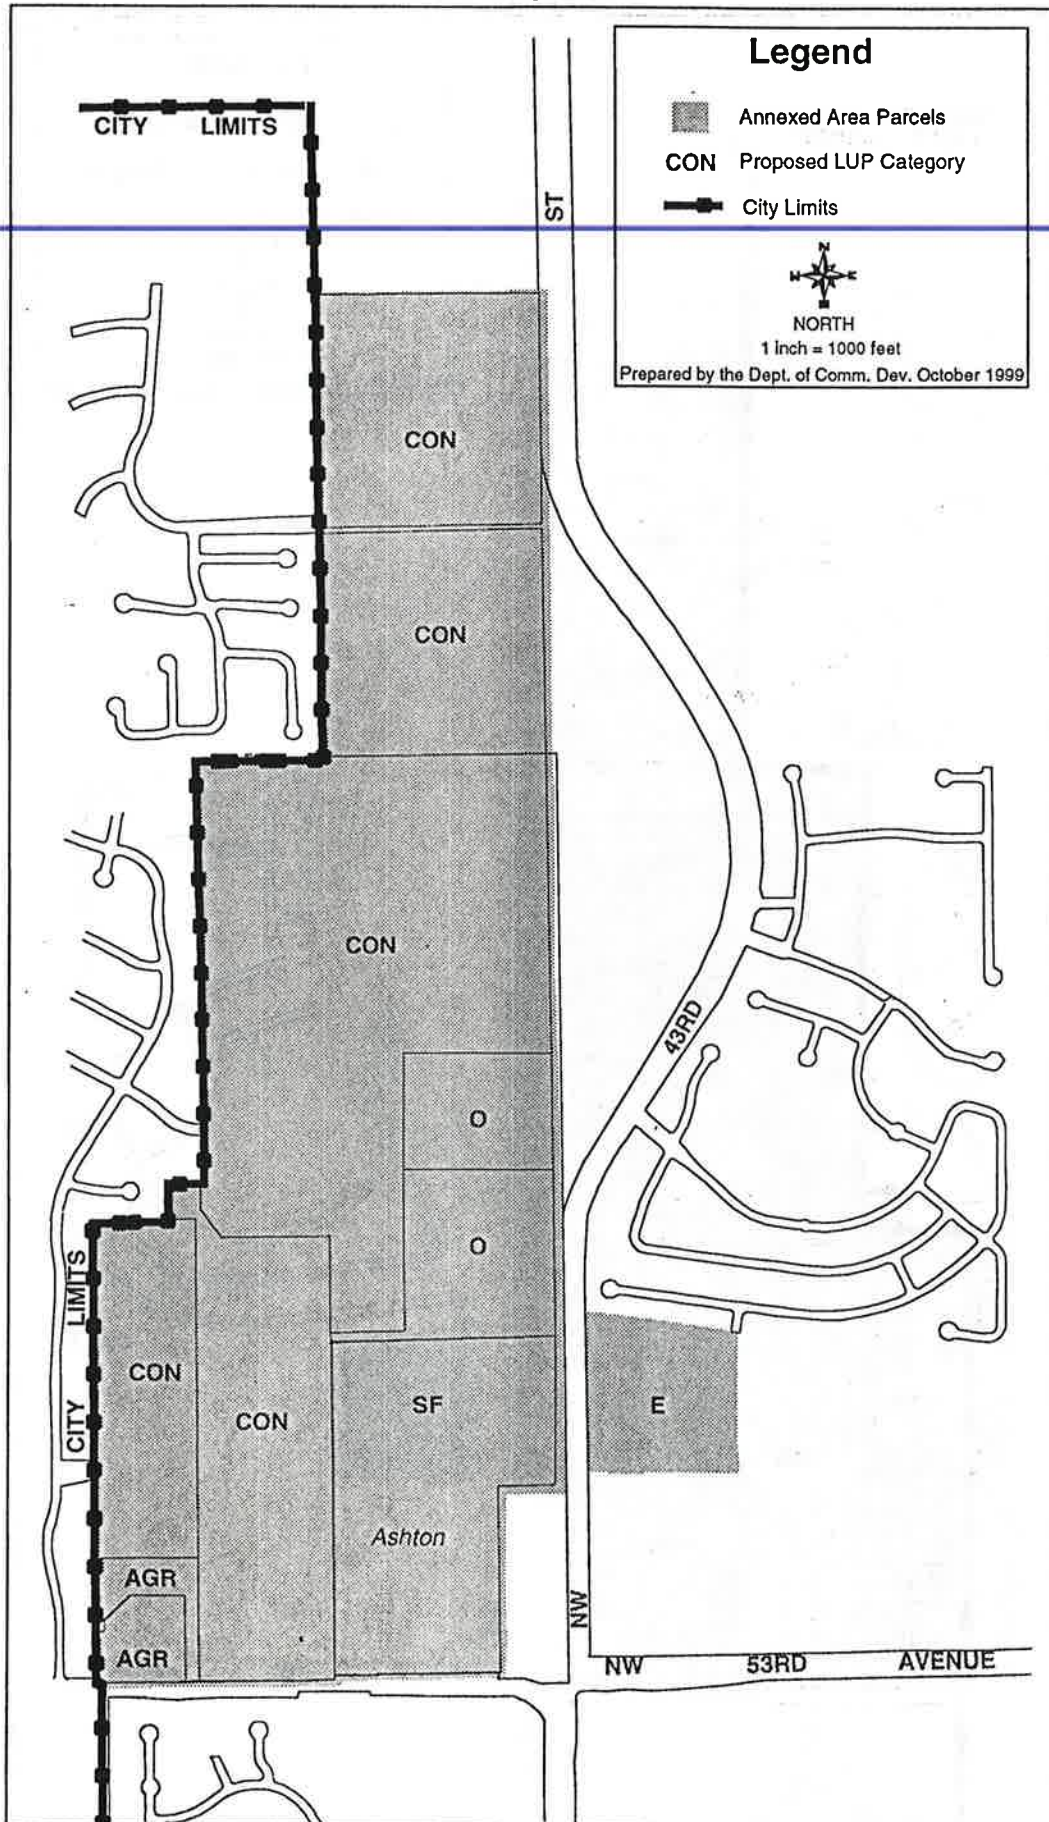 Legend
Annexed Area Parcels
CON Proposed LUP Category
City Limits
N
W E
NORTH
1 inch = 1000 feet
Prepared by the Dept. of Comm. Dev. October 1999
CITY LIMITS
ST
CON
CON
CON
43RD
O
O
CITY LIMITS
CON
CON
SF
E
Ashton
AGR
AGR
NW
NW 53RD AVENUE